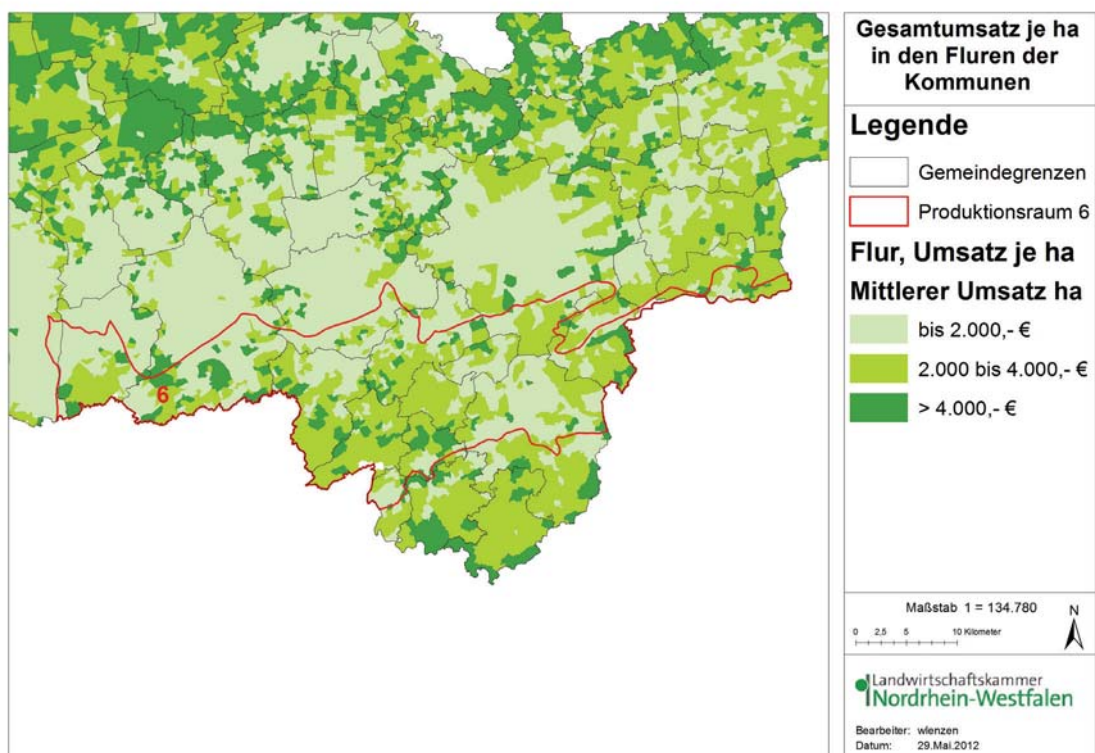 Gesamtumsatz je ha
in den Fluren der
Kommunen
Legende
Gemeindegrenzen
Produktionsraum 6
Flur, Umsatz je ha
Mittlerer Umsatz ha
bis 2.000,- €
2.000 bis 4.000,- €
> 4.000,- €
6
Maßstab 1 = 134.780
N
0 2,5 5 10 Kilometer
Landwirtschaftskammer
Nordrhein-Westfalen
Bearbeiter: wlenzen
Datum: 29.Mai.2012